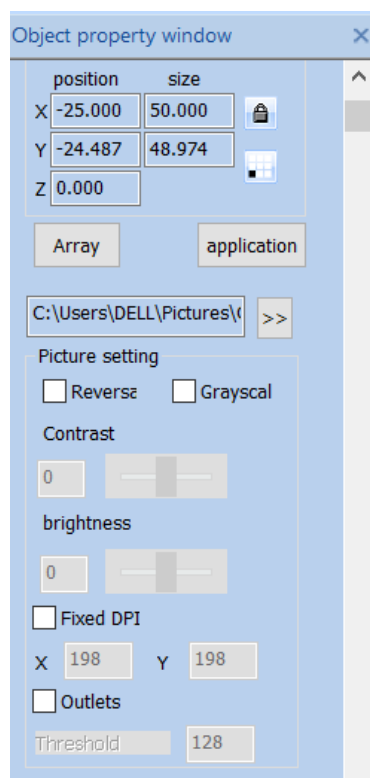 Object property window
position size
X -25.000 50.000
Y -24.487 48.974
Z 0.000
Array application
C:\Users\DELL\Pictures\( >>
Picture setting
Reversa Grayscal
Contrast
0
brightness
0
Fixed DPI
X 198 Y 198
Outlets
Threshold 128